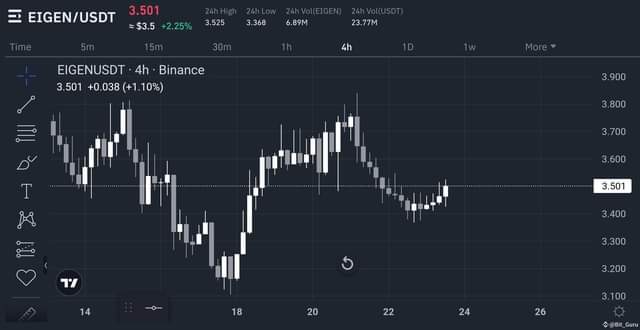 EIGEN/USDT
3.501
≈ $3.5 +2.25%
24h High
3.525
24h Low
3.368
24h Vol(EIGEN)
6.89M
24h Vol(USDT)
23.77M
Time 5m 15m 30m 1h 4h 1D 1w More
EIGENUSDT · 4h · Binance
3.501 +0.038 (+1.10%)
3.900
3.800
3.700
3.600
3.501
3.400
3.300
3.200
3.100
T
14 18 20 22 24 26
@Bit_Guru